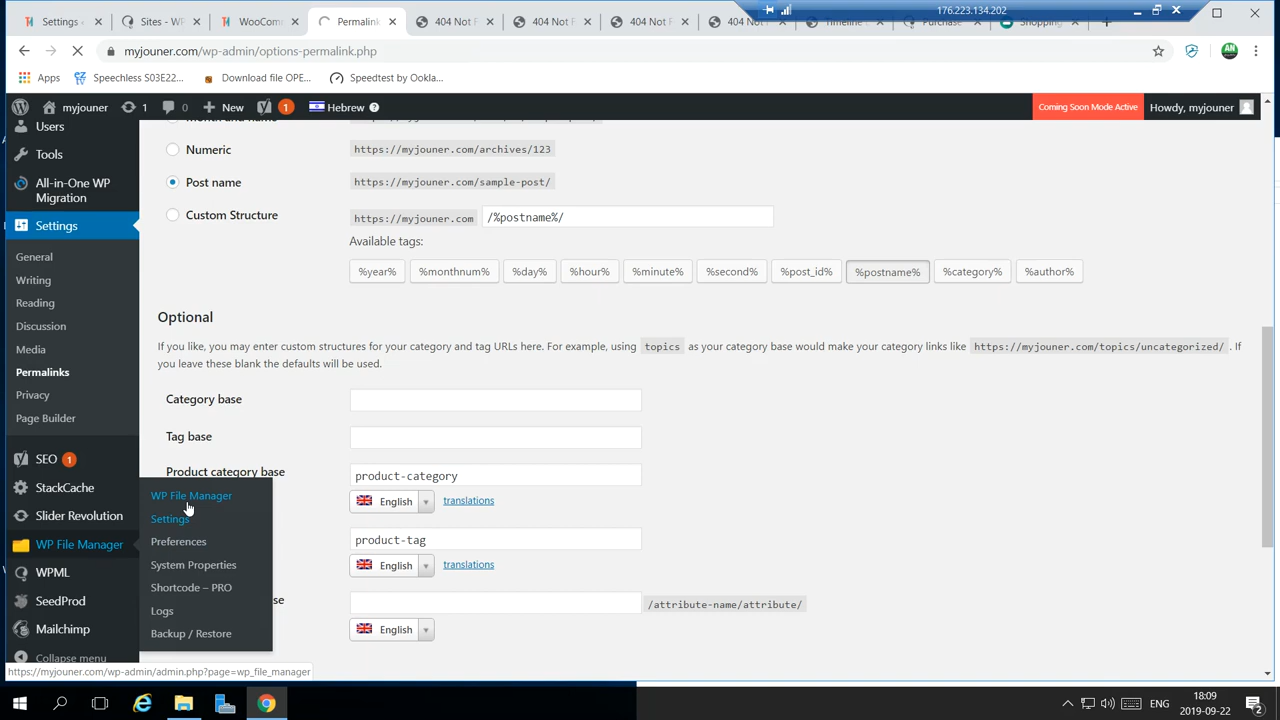 Settings
Sites - WP
WooCom
Permalink
404 Not F
404 Not F
404 Not F
404 Not F
Timeline
Purchase
Shopping
176.223.134.202
myjouner.com/wp-admin/options-permalink.php
Apps
Speechless S03E22...
Download file OPE...
Speedtest by Ookla...
myjouner
1
0
New
1
Hebrew
Coming Soon Mode Active
Howdy, myjouner
Users
Tools
All-in-One WP
Migration
Settings
General
Writing
Reading
Discussion
Media
Permalinks
Privacy
Page Builder
SEO 1
StackCache
Slider Revolution
WP File Manager
WPML
SeedProd
Mailchimp
Collapse menu
WP File Manager
Settings
Preferences
System Properties
Shortcode – PRO
Logs
Backup / Restore
Month and name
Numeric
https://myjouner.com/archives/123
Post name
https://myjouner.com/sample-post/
Custom Structure
https://myjouner.com
/%postname%/
Available tags:
%year%
%monthnum%
%day%
%hour%
%minute%
%second%
%post_id%
%postname%
%category%
%author%
Optional
If you like, you may enter custom structures for your category and tag URLs here. For example, using topics as your category base would make your category links like https://myjouner.com/topics/uncategorized/ . If
you leave these blank the defaults will be used.
Category base
Tag base
Product category base
product-category
English
translations
product-tag
English
translations
se
/attribute-name/attribute/
English
https://myjouner.com/wp-admin/admin.php?page=wp_file_manager
ENG
18:09
2019-09-22
2